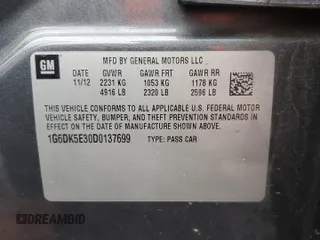 GM
MFD BY GENERAL MOTORS LLC
DATE GVWR GAWR FRT GAWR RR
11/12 2231 KG 1053 KG 1178 KG
4916 LB 2320 LB 2596 LB
THIS VEHICLE CONFORMS TO ALL APPLICABLE U.S. FEDERAL MOTOR
VEHICLE SAFETY, BUMPER, AND THEFT PREVENTION STANDARDS IN
EFFECT ON THE DATE OF MANUFACTURE SHOWN ABOVE.
1G6DK5E30D0137699 TYPE: PASS CAR
DREAMBID